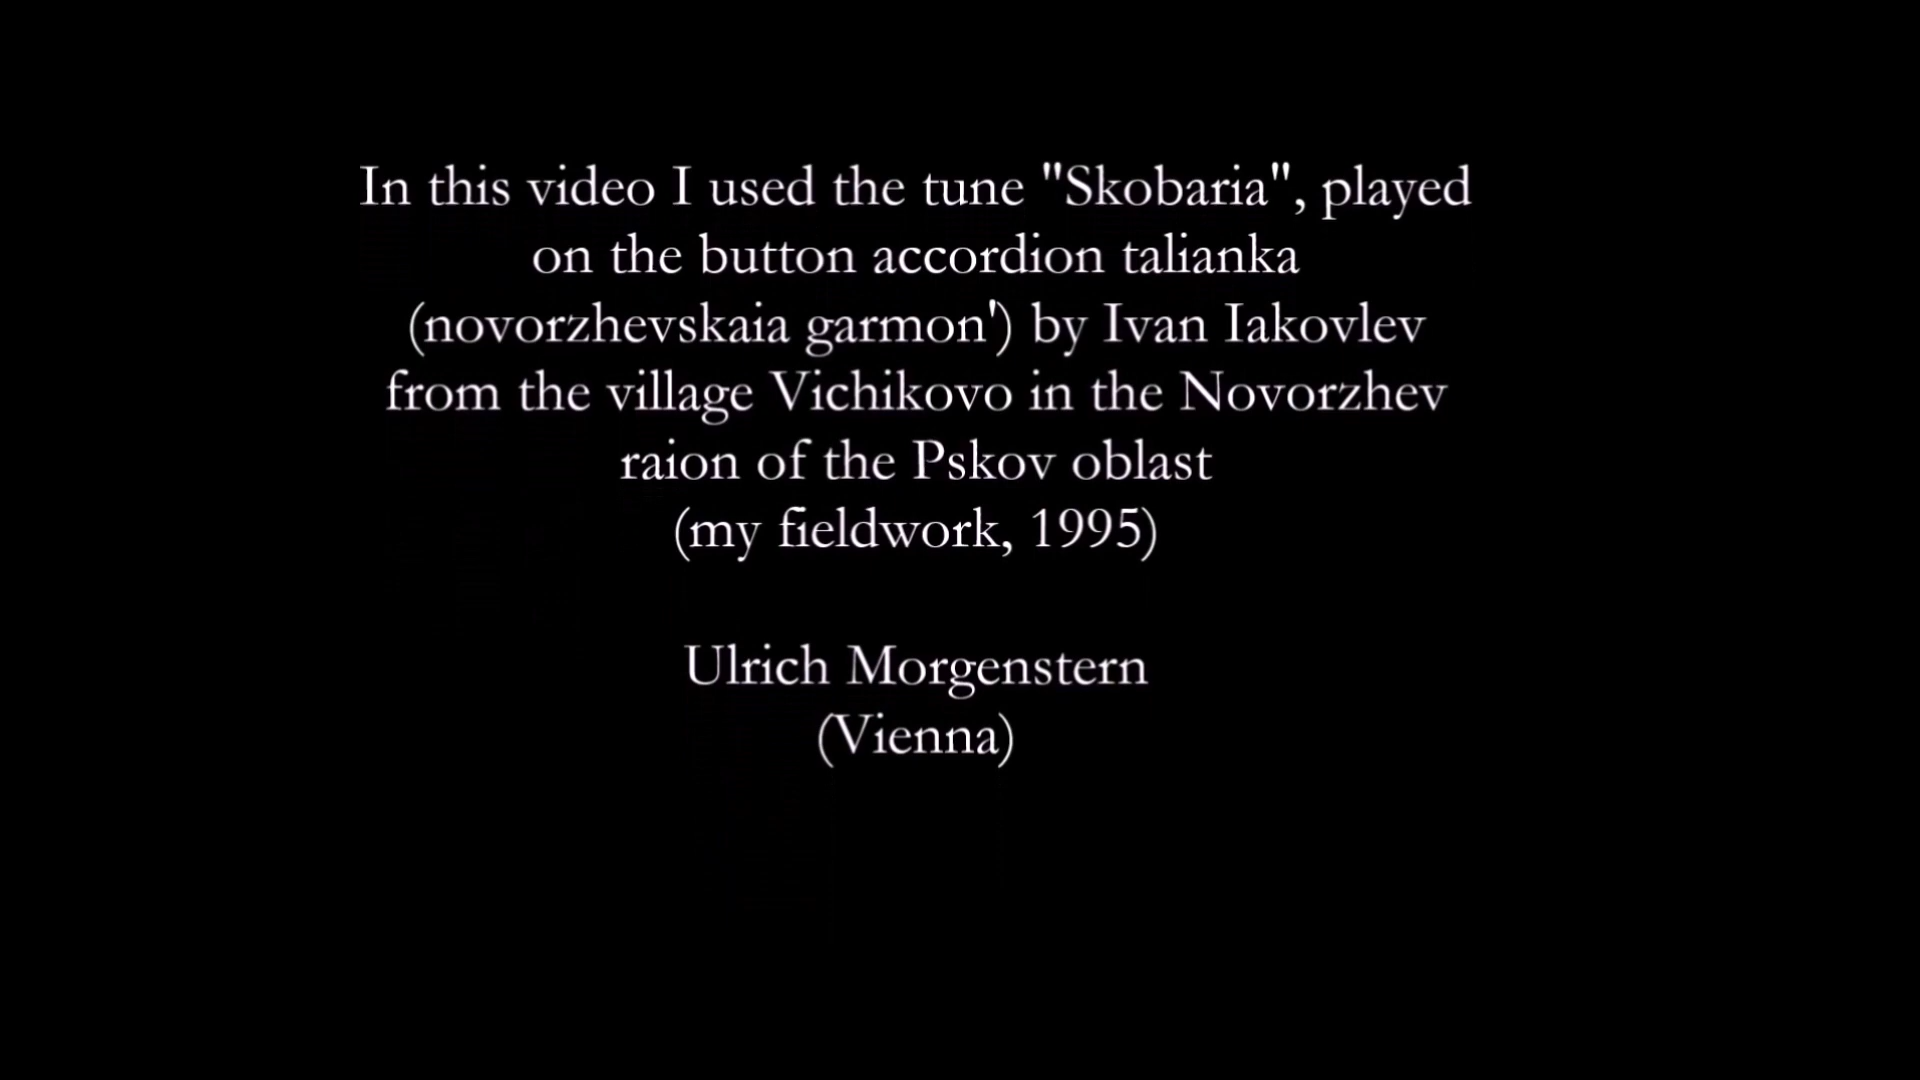 In this video I used the tune "Skobaria", played
on the button accordion talianka
(novorzhevskaia garmon') by Ivan Iakovlev
from the village Vichikovo in the Novorzhev
raion of the Pskov oblast
(my fieldwork, 1995)
Ulrich Morgenstern
(Vienna)